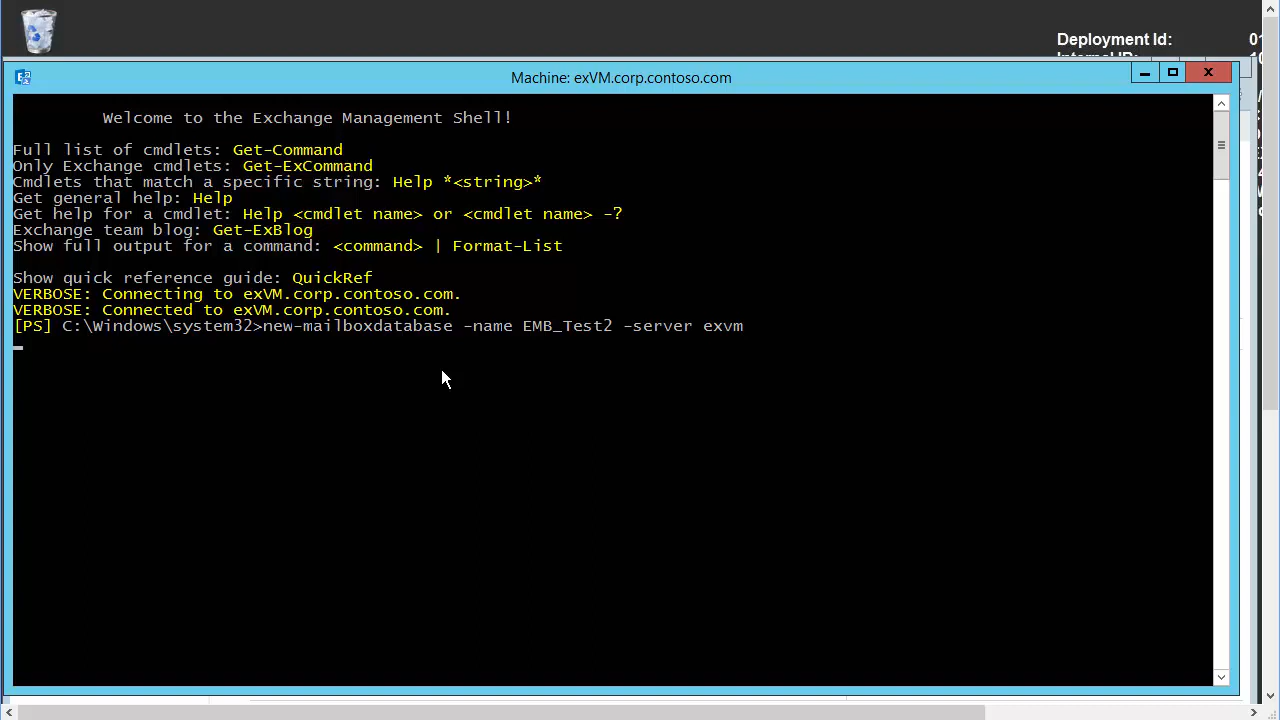 Deployment Id:
01
Machine: exVM.corp.contoso.com
Welcome to the Exchange Management Shell!
Full list of cmdlets: Get-Command
Only Exchange cmdlets: Get-ExCommand
Cmdlets that match a specific string: Help *<string>*
Get general help: Help
Get help for a cmdlet: Help <cmdlet name> or <cmdlet name> -?
Exchange team blog: Get-ExBlog
Show full output for a command: <command> | Format-List
Show quick reference guide: QuickRef
VERBOSE: Connecting to exVM.corp.contoso.com.
VERBOSE: Connected to exVM.corp.contoso.com.
[PS] C:\Windows\system32>new-mailboxdatabase -name EMB_Test2 -server exvm